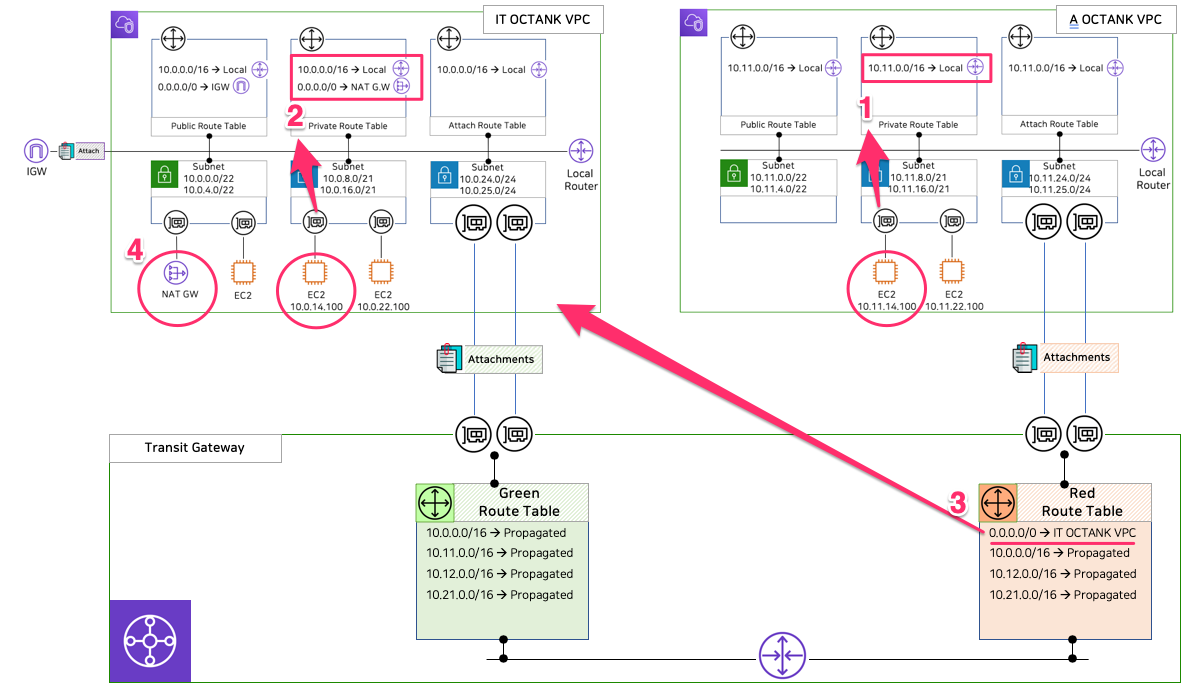 IT OCTANK VPC
10.0.0.0/16 → Local
0.0.0.0/0 → IGW
Public Route Table
10.0.0.0/16 → Local
0.0.0.0/0 → NAT G.W
Private Route Table
10.0.0.0/16 → Local
Attach Route Table
2
IGW
Attach
Local
Router
Subnet
10.0.0.0/22
10.0.4.0/22
Subnet
10.0.8.0/21
10.0.16.0/21
Subnet
10.0.24.0/24
10.0.25.0/24
4
NAT GW
EC2
EC2
10.0.14.100
EC2
10.0.22.100
A OCTANK VPC
10.11.0.0/16 → Local
Public Route Table
10.11.0.0/16 → Local
Private Route Table
10.11.0.0/16 → Local
Attach Route Table
1
Local
Router
Subnet
10.11.0.0/22
10.11.4.0/22
Subnet
10.11.8.0/21
10.11.16.0/21
Subnet
10.11.24.0/24
10.11.25.0/24
EC2
10.11.14.100
EC2
10.11.22.100
Attachments
Attachments
Transit Gateway
Green
Route Table
10.0.0.0/16 → Propagated
10.11.0.0/16 → Propagated
10.12.0.0/16 → Propagated
10.21.0.0/16 → Propagated
3
Red
Route Table
0.0.0.0/0 → IT OCTANK VPC
10.0.0.0/16 → Propagated
10.12.0.0/16 → Propagated
10.21.0.0/16 → Propagated